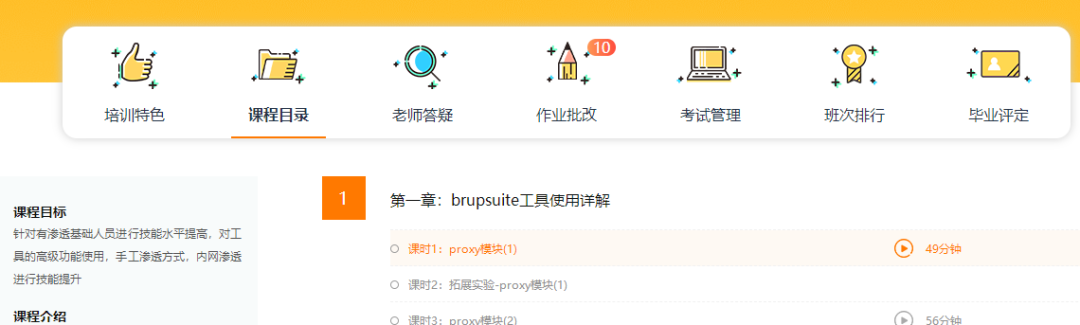 10
培训特色 课程目录 老师答疑 作业批改 考试管理 班次排行 毕业评定
1 第一章：brupsuite工具使用详解
课程目标
针对有渗透基础人员进行技能水平提高，对工
具的高级功能使用，手工渗透方式，内网渗透
进行技能提升
课程介绍
课时1：proxy模块(1) 49分钟
课时2：拓展实验-proxy模块(1)
课时3：proxy模块(2) 56分钟